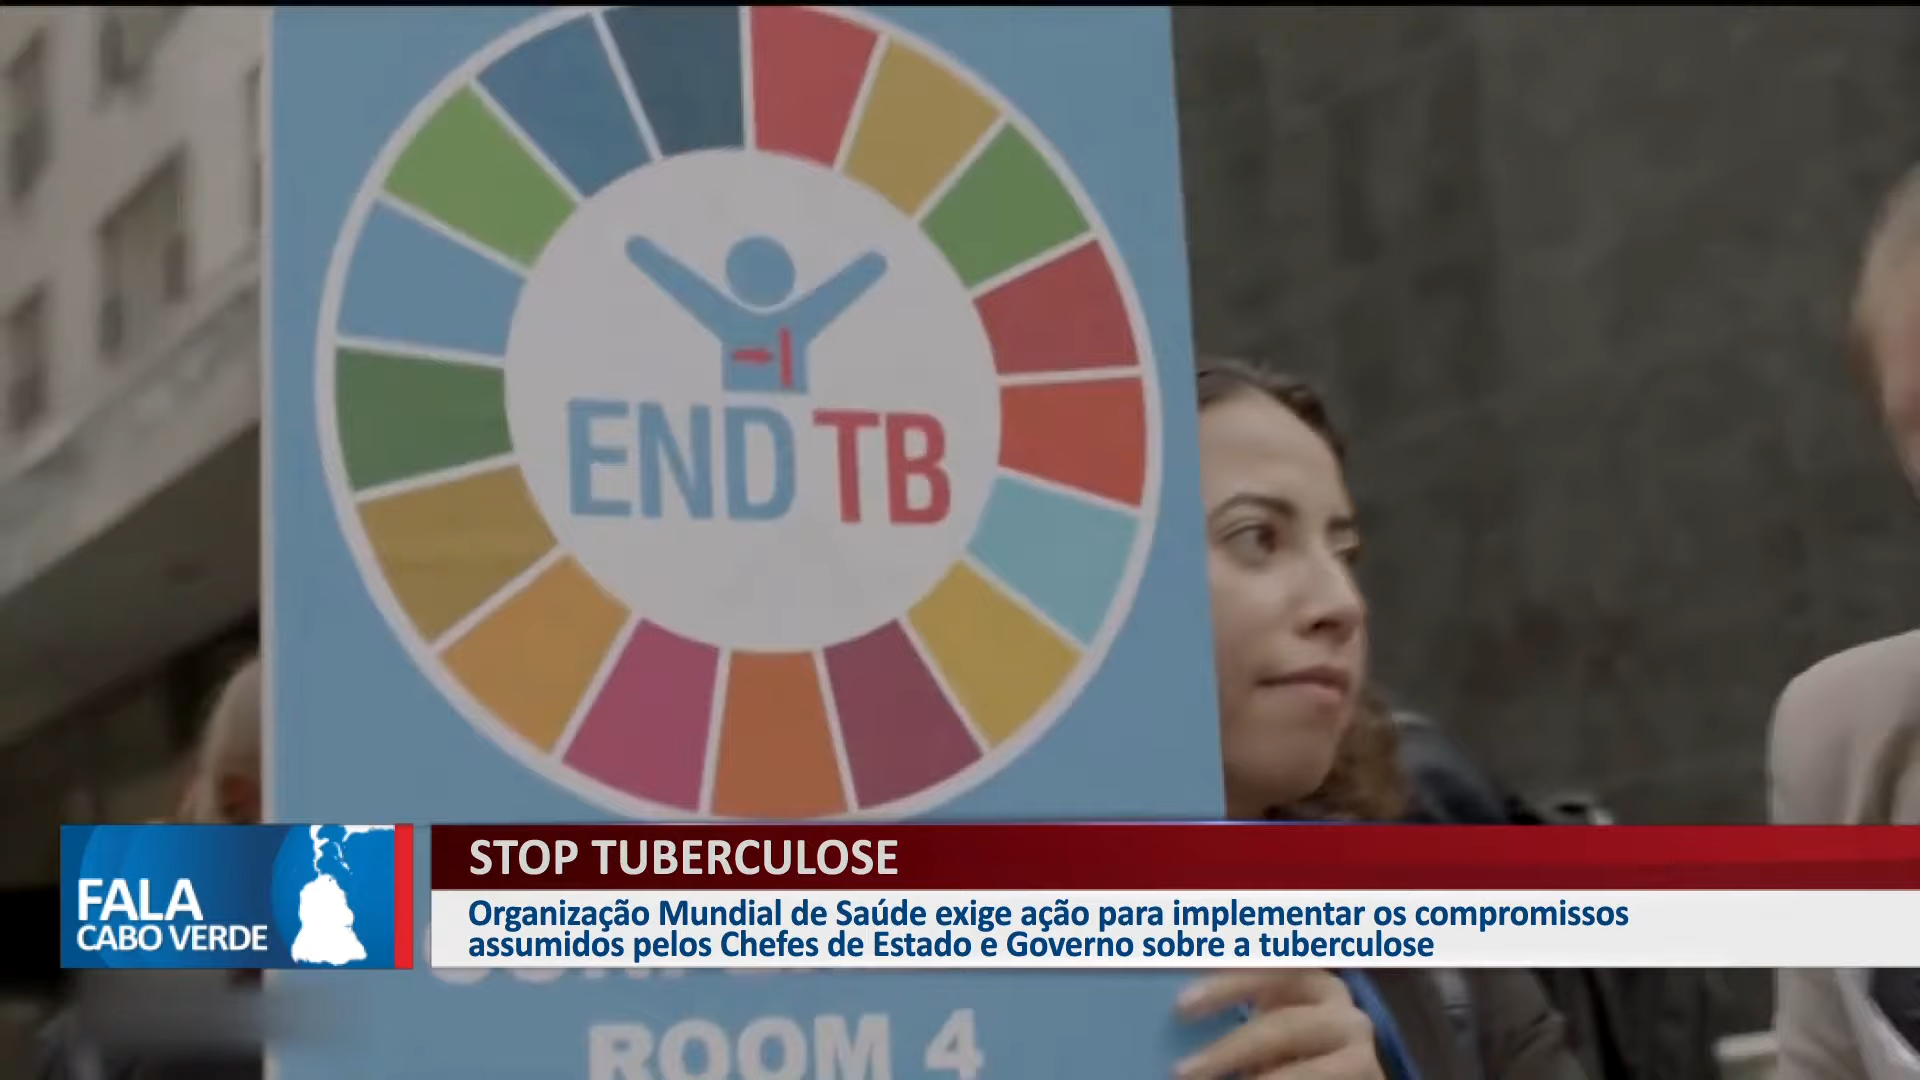 END TB
STOP TUBERCULOSE
FALA
CABO VERDE
Organização Mundial de Saúde exige ação para implementar os compromissos
assumidos pelos Chefes de Estado e Governo sobre a tuberculose
ROOM 4